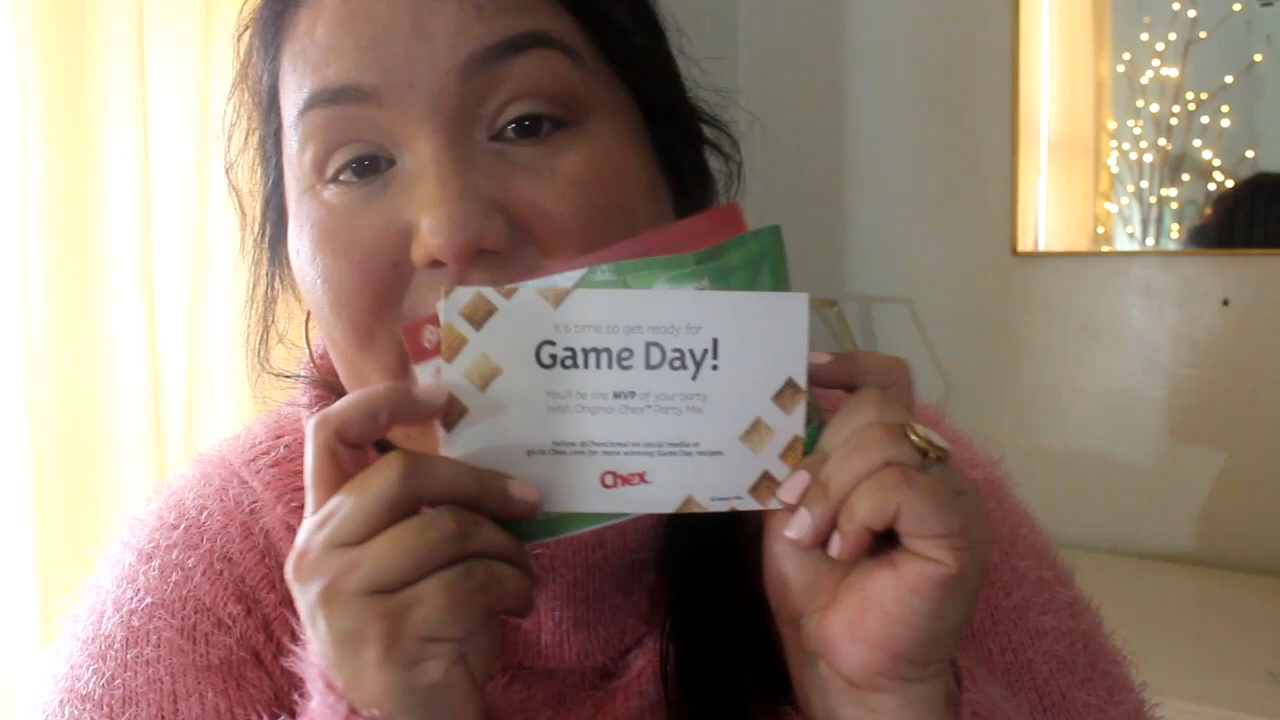 It's time to get ready for
Game Day!
You'll be the MVP of your party
with Original Chex™ Party Mix.
Follow @ChexCereal on social media or
go to Chex.com for more winning Game Day recipes.
Chex